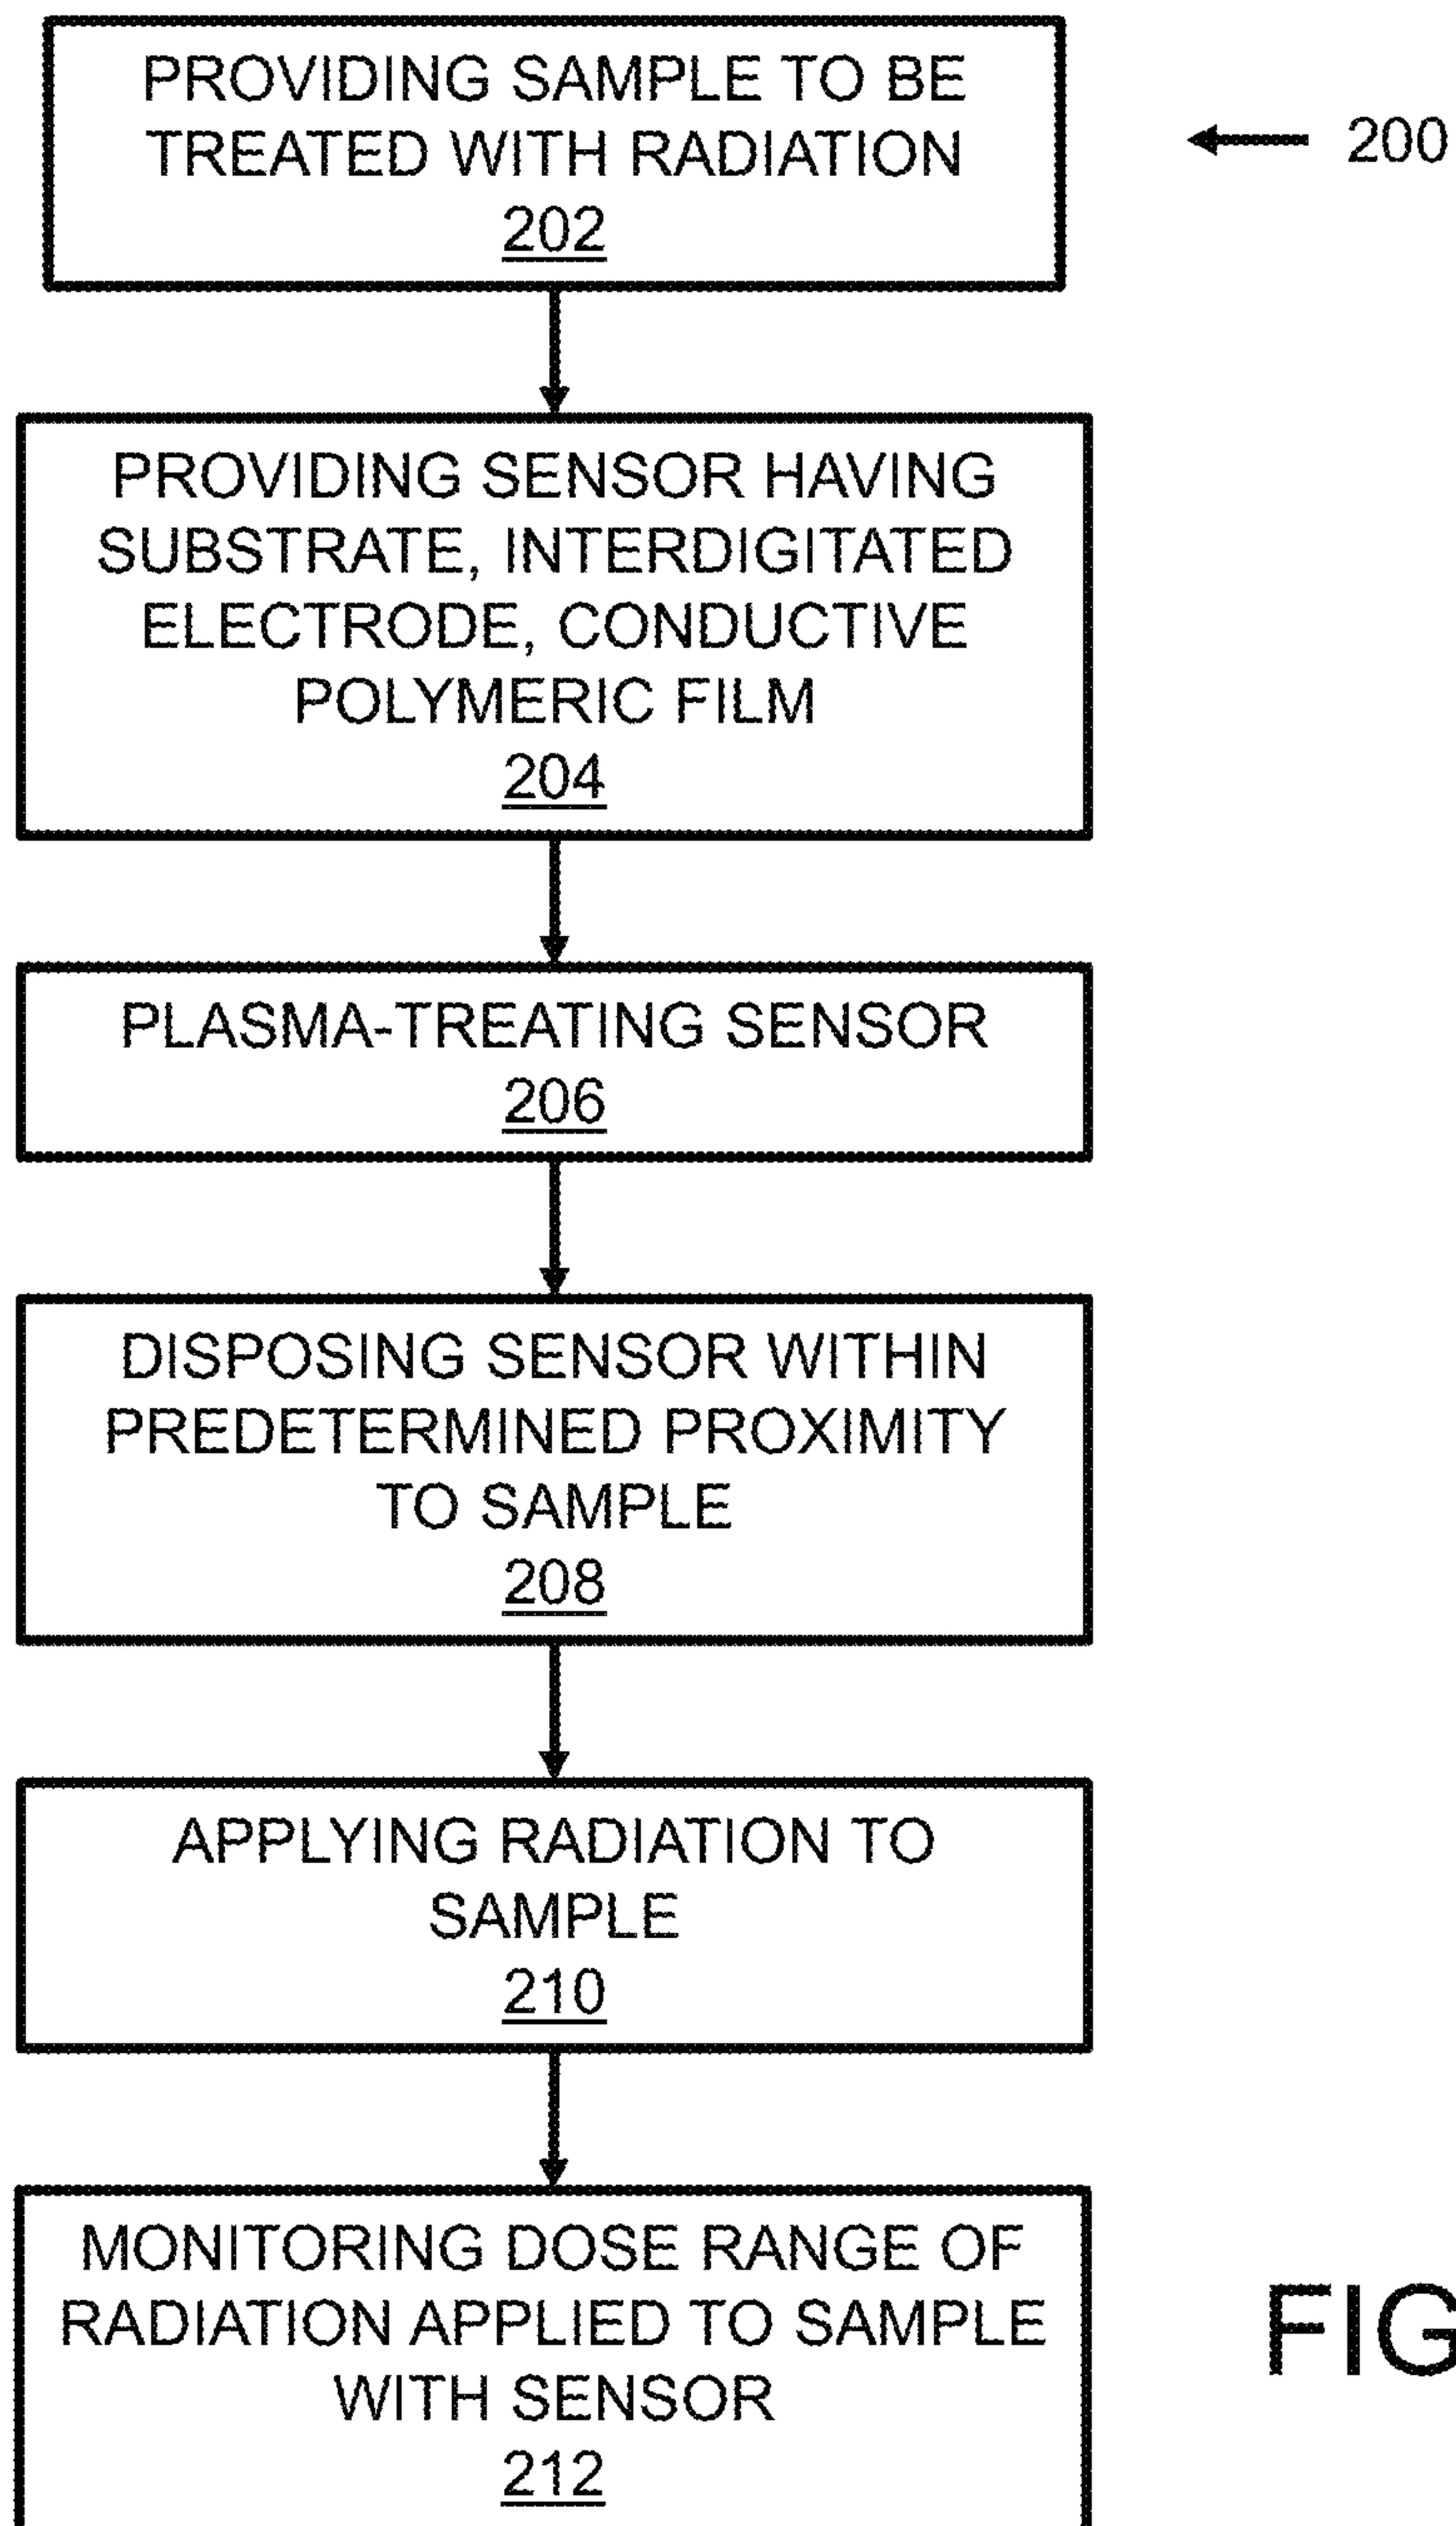 PROVIDING SAMPLE TO BE
TREATED WITH RADIATION
202
200
PROVIDING SENSOR HAVING
SUBSTRATE, INTERDIGITATED
ELECTRODE, CONDUCTIVE
POLYMERIC FILM
204
PLASMA-TREATING SENSOR
206
DISPOSING SENSOR WITHIN
PREDETERMINED PROXIMITY
TO SAMPLE
208
APPLYING RADIATION TO
SAMPLE
210
MONITORING DOSE RANGE OF
RADIATION APPLIED TO SAMPLE
WITH SENSOR
212
FIG